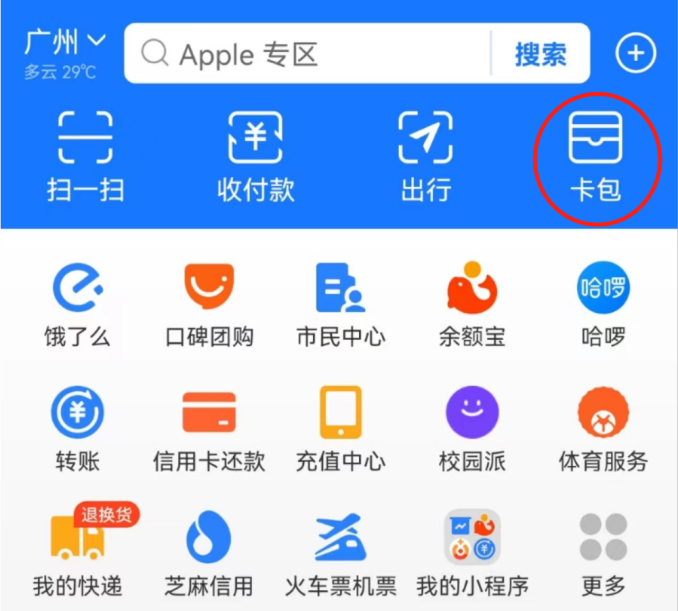 广州
多云 29℃
Apple 专区
搜索
扫一扫
收付款
出行
卡包
哈啰
饿了么
口碑团购
市民中心
余额宝
哈啰
转账
信用卡还款
充值中心
校园派
体育服务
退换货
我的快递
芝麻信用
火车票机票
我的小程序
更多